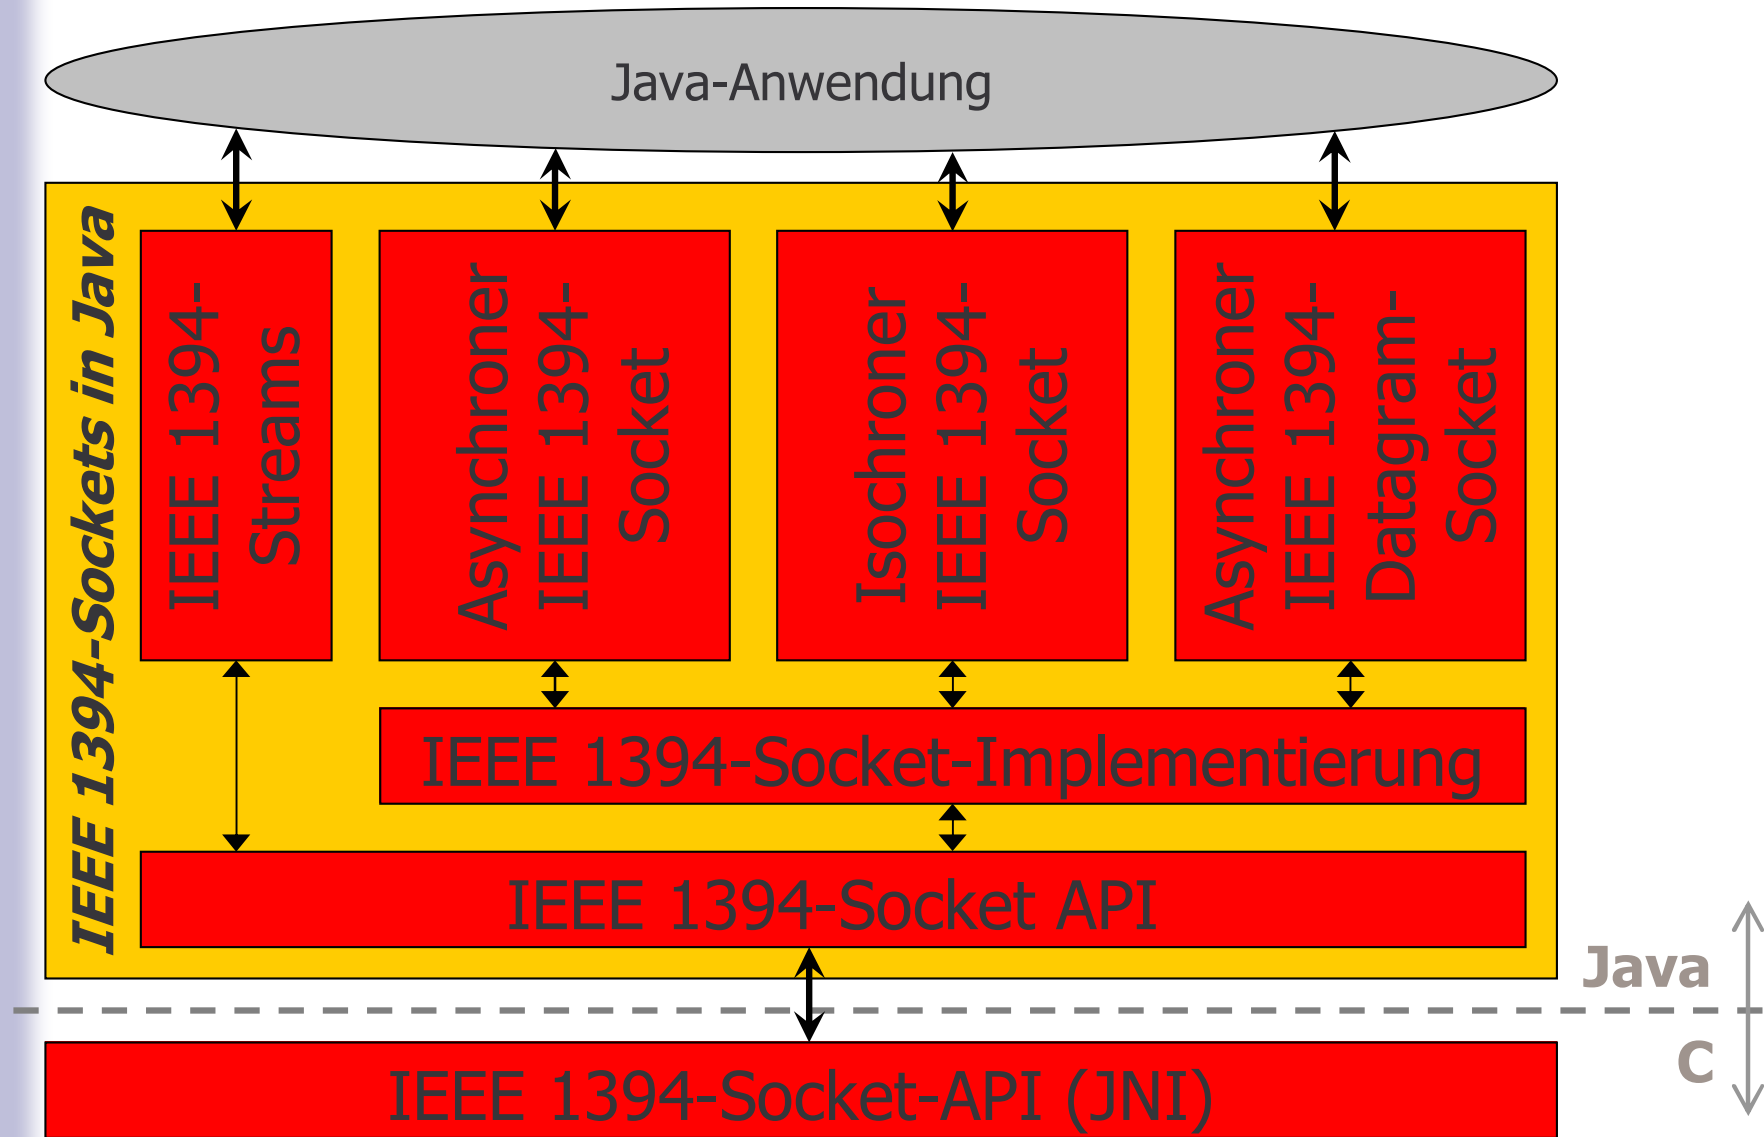 Java-Anwendung
IEEE 1394-Sockets in Java
IEEE 1394-
Streams
Asynchroner
IEEE 1394-
Socket
Isochroner
IEEE 1394-
Socket
Asynchroner
IEEE 1394-
Datagram-
Socket
IEEE 1394-Socket-Implementierung
IEEE 1394-Socket API
Java
C
IEEE 1394-Socket-API (JNI)